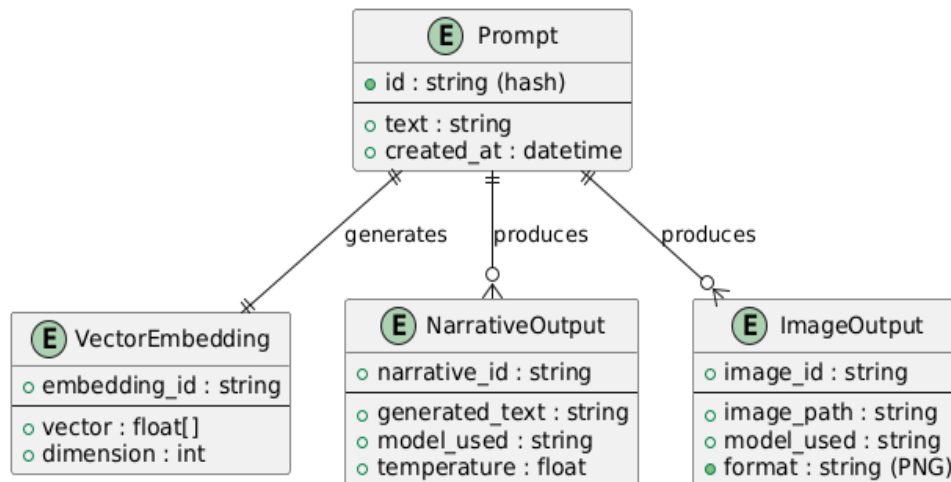 E Prompt
id : string (hash)
text : string
created_at : datetime
generates
produces
produces
E VectorEmbedding
embedding_id : string
vector : float[]
dimension : int
E NarrativeOutput
narrative_id : string
generated_text : string
model_used : string
temperature : float
E ImageOutput
image_id : string
image_path : string
model_used : string
format : string (PNG)